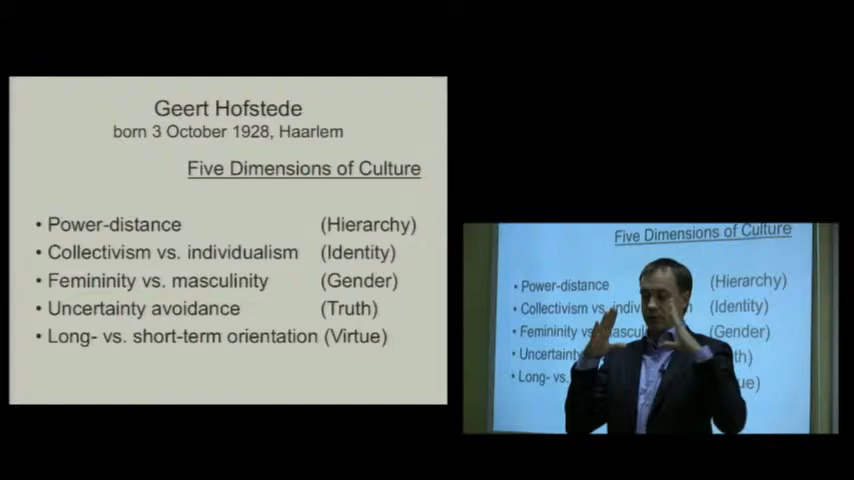 Geert Hofstede
born 3 October 1928, Haarlem
Five Dimensions of Culture
• Power-distance (Hierarchy)
• Collectivism vs. individualism (Identity)
• Femininity vs. masculinity (Gender)
• Uncertainty avoidance (Truth)
• Long- vs. short-term orientation (Virtue)
Five Dimensions of Culture
• Power-distance (Hierarchy)
• Collectivism vs. (Identity)
• Femininity vs. (Gender)
• Uncertainty
• Long- vs.